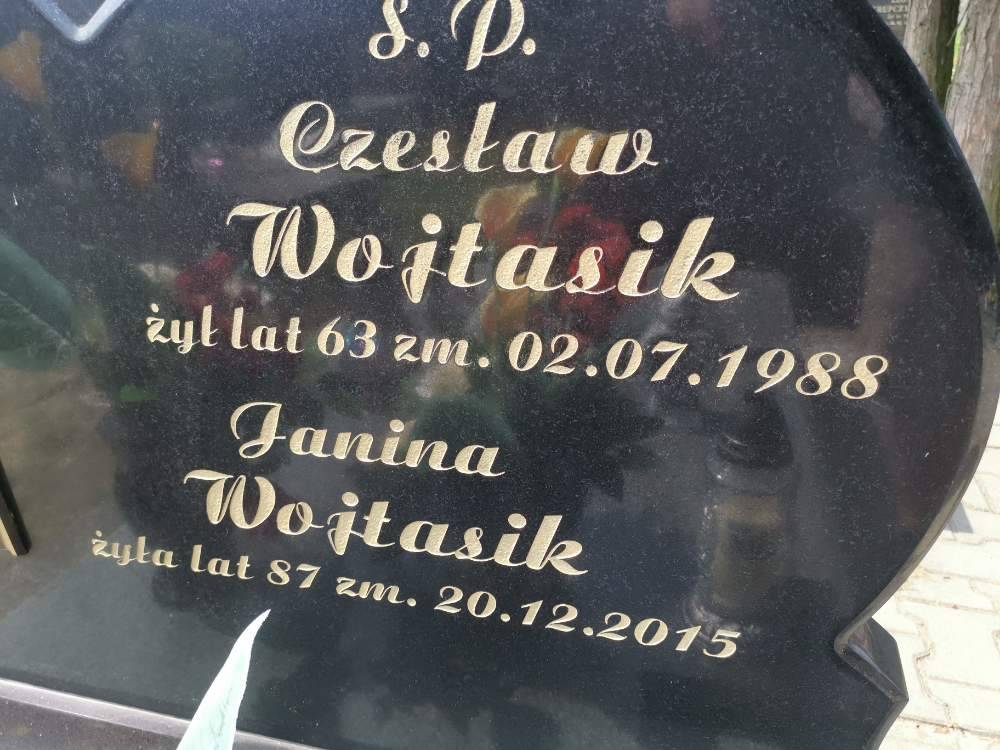 Ś. P.
Czesław
Wojtasik
żył lat 63 zm. 02.07.1988
Janina
Wojtasik
żyła lat 87 zm. 20.12.2015